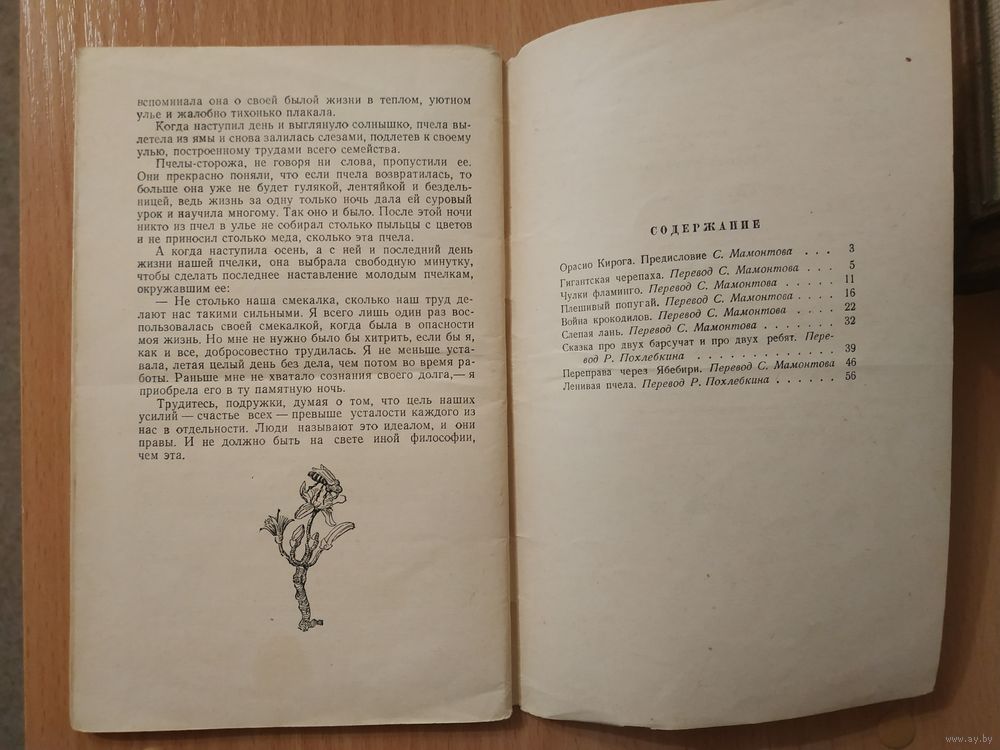 вспоминала она о своей былой жизни в теплом, уютном
улье и жалобно тихонько плакала.
Когда наступил день и выглянуло солнышко, пчела вы-
летела из ямы и снова залилась слезами, подлетев к своему
улью, построенному трудами всего семейства.
Пчелы-сторожа, не говоря ни слова, пропустили ее.
Они прекрасно поняли, что если пчела возвратилась, то
больше она уже не будет гулякой, лентяйкой и бездель-
ницей, ведь жизнь за одну только ночь дала ей суровый
урок и научила многому. Так оно и было. После этой ночи
никто из пчел в улье не собирал столько пыльцы с цветов
и не приносил столько меда, сколько эта пчела.
А когда наступила осень, а с ней и последний день
жизни нашей пчелки, она выбрала свободную минутку,
чтобы сделать последнее наставление молодым пчелкам,
окружавшим ее:
— Не столько наша смекалка, сколько наш труд де-
лают нас такими сильными. Я всего лишь один раз вос-
пользовалась своей смекалкой, когда была в опасности
моя жизнь. Но мне не нужно было бы хитрить, если бы я,
как и все, добросовестно трудилась. Я не меньше уста-
вала, летая целый день без дела, чем потом во время ра-
боты. Раньше мне не хватало сознания своего долга,— я
приобрела его в ту памятную ночь.
Трудитесь, подружки, думая о том, что цель наших
усилий — счастье всех — превыше усталости каждого из
нас в отдельности. Люди называют это идеалом, и они
правы. И не должно быть на свете иной философии,
чем эта.
СОДЕРЖАНИЕ
Орасио Кирога. Предисловие С. Мамонтова . . . 3
Гигантская черепаха. Перевод С. Мамонтова . . . . 5
Чулки фламинго. Перевод С. Мамонтова . . . . . 11
Плешивый попугай. Перевод С. Мамонтова . . . . 16
Война крокодилов. Перевод С. Мамонтова . . . . 22
Слепая лань. Перевод С. Мамонтова . . . . . . 32
Сказка про двух барсучат и про двух ребят. Пере-
вод Р. Похлебкина . . . . . . . . . . . . 39
Переправа через Ябебири. Перевод С. Мамонтова 46
Ленивая пчела. Перевод Р. Похлебкина . . . . . . 56
www.ay.by